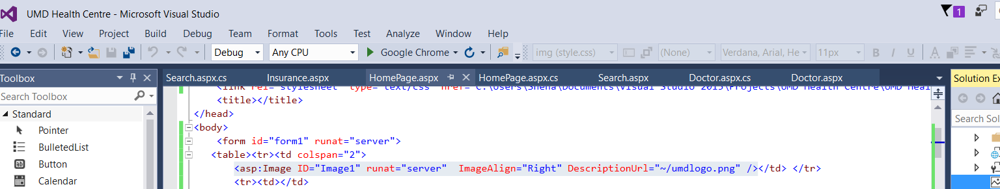 UMD Health Centre - Microsoft Visual Studio
1
File Edit View Project Build Debug Team Format Tools Test Analyze Window Help
Debug Any CPU Google Chrome img (style.css) (None) Verdana, Arial, He 11px B I U A
Toolbox Search.aspx.cs Insurance.aspx HomePage.aspx HomePage.aspx.cs Search.aspx Doctor.aspx.cs Doctor.aspx Solution Ex
Search Toolbox
<link rel="stylesheet" type="text/css" href="C:\Users\Sneha\Documents\Visual Studio 2015\Projects\UMD Health Centre\UMD Heal
<title></title>
Standard
</head>
Search Sol
Pointer
<body>
BulletedList
<form id="form1" runat="server">
<table><tr><td colspan="2">
Button
<asp:Image ID="Image1" runat="server"  ImageAlign="Right" DescriptionUrl="~/umdlogo.png" /></td> </tr>
Calendar
<tr><td></td>